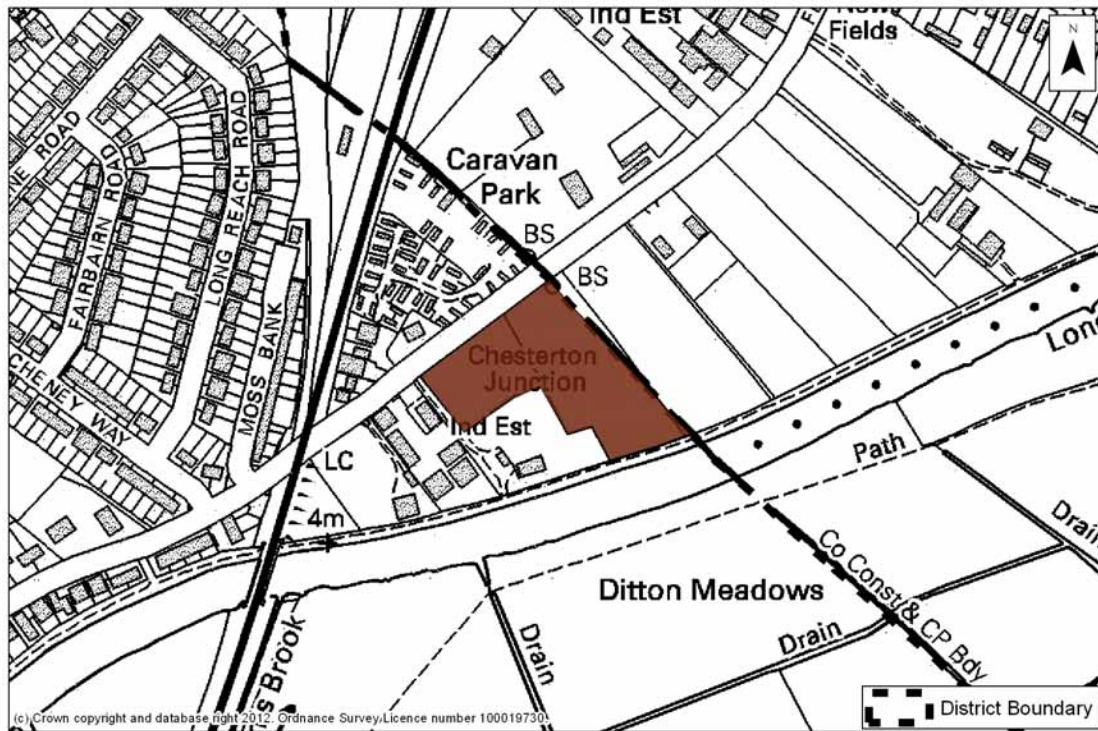 Ind Est
Fields
N
CHENE ROAD
FAIRBAIRN ROAD
LONG REACH ROAD
MOSS BANK
CHENEY WAY
Caravan
Park
BS
BS
Chesterton
Junction
Ind Est
LC
4m
Path
Drain
Ditton Meadows
Co Const & CP Bdy
Drain
Drain
Brook
(c) Crown copyright and database right 2012. Ordnance Survey Licence number 100019730.
District Boundary